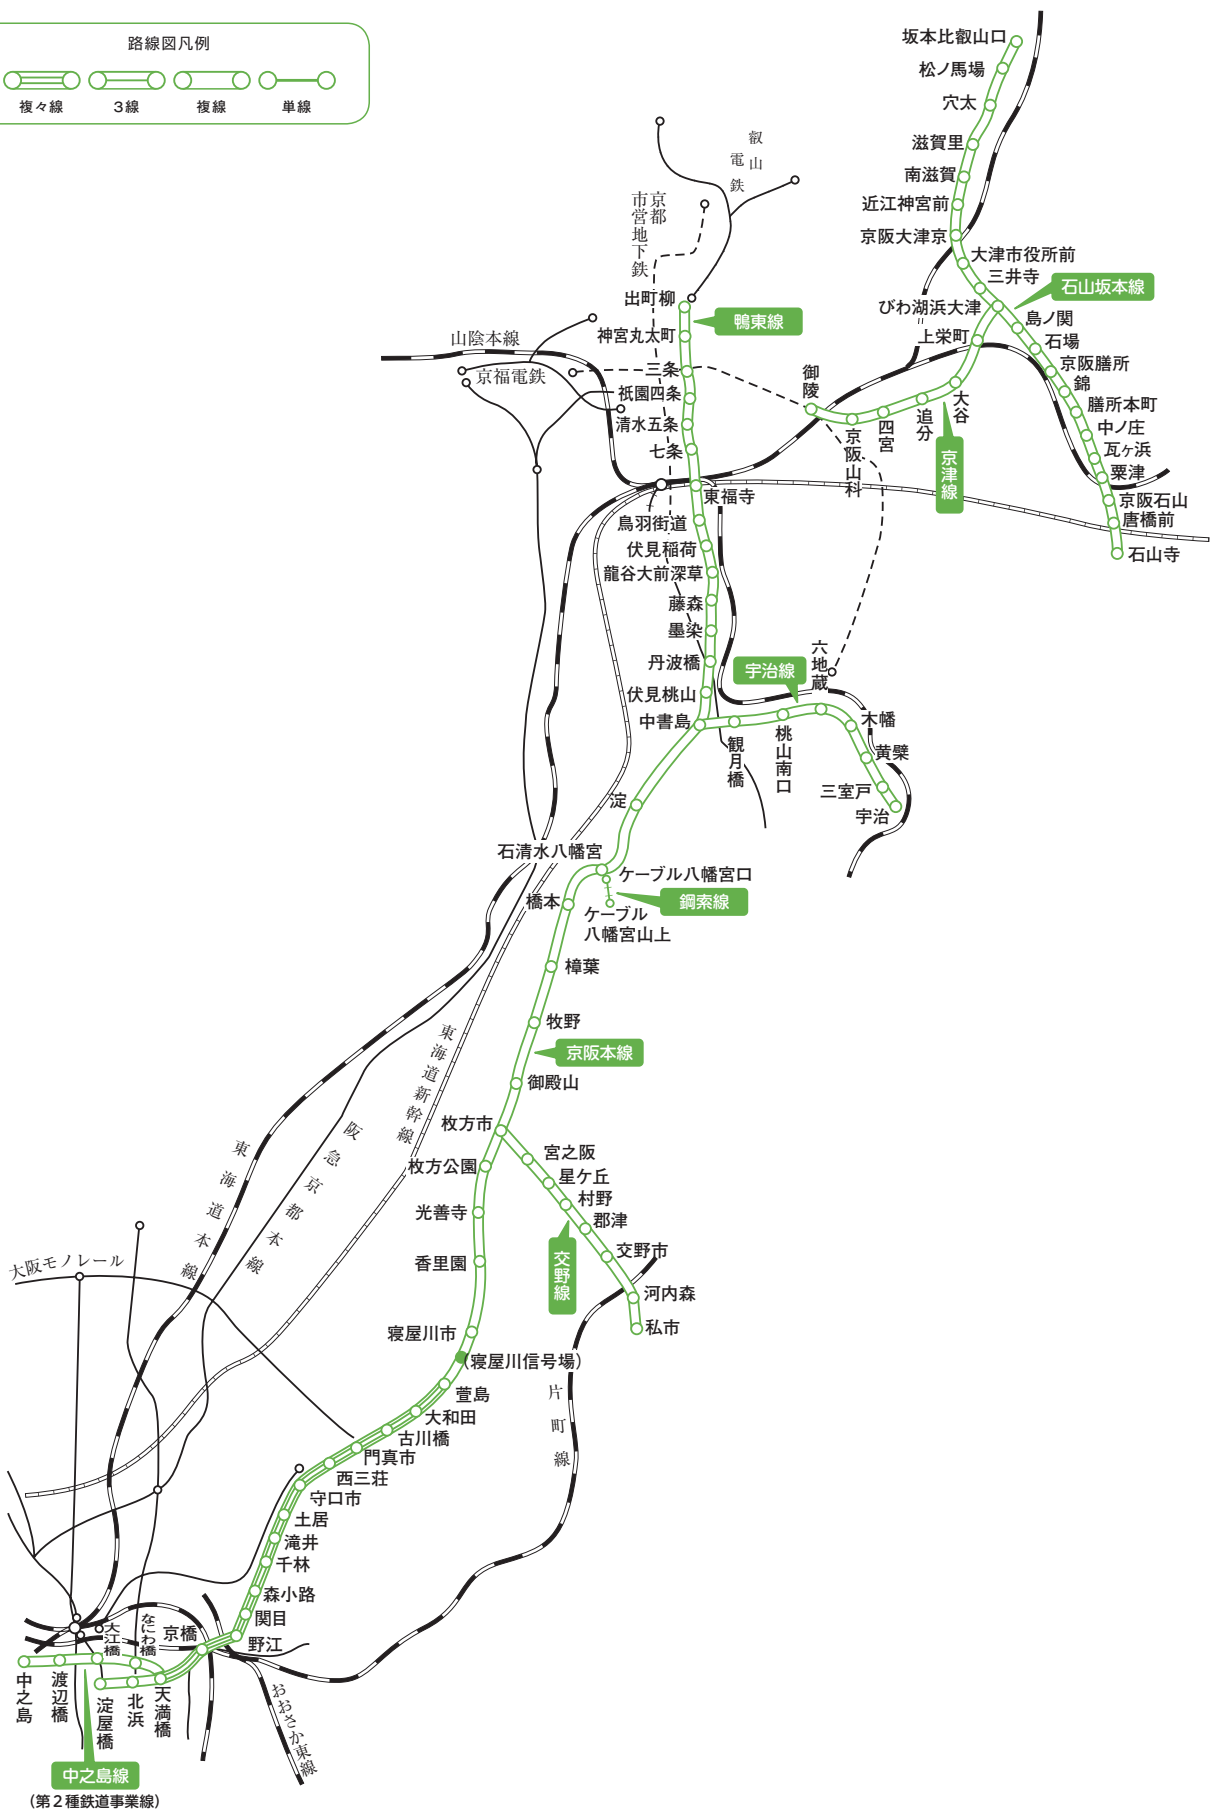 路線図凡例
複々線
3線
複線
単線
坂本比叡山口
松ノ馬場
穴太
滋賀里
南滋賀
近江神宮前
京阪大津京
大津市役所前
三井寺
びわ湖浜大津
石山坂本線
島ノ関
石場
京阪膳所
錦
膳所本町
中ノ庄
瓦ヶ浜
粟津
京阪石山
唐橋前
石山寺
上栄町
大谷
追分
四宮
京阪山科
御陵
京津線
叡山電鉄
京都市営地下鉄
出町柳
鴨東線
神宮丸太町
三条
祇園四条
清水五条
七条
東福寺
鳥羽街道
伏見稲荷
龍谷大前深草
藤森
墨染
丹波橋
伏見桃山
中書島
山陰本線
京福電鉄
宇治線
観月橋
桃山南口
六地蔵
木幡
黄檗
三室戸
宇治
淀
石清水八幡宮
ケーブル八幡宮口
鋼索線
ケーブル
八幡宮山上
橋本
樟葉
牧野
京阪本線
御殿山
枚方市
枚方公園
光善寺
香里園
寝屋川市
(寝屋川信号場)
萱島
大和田
古川橋
門真市
西三荘
守口市
土居
滝井
千林
森小路
関目
野江
京橋
宮之阪
星ケ丘
村野
郡津
交野市
河内森
私市
交野線
東海道新幹線
阪急京都本線
東海道本線
大阪モノレール
片町線
おおさか東線
大江橋
なにわ橋
中之島
渡辺橋
淀屋橋
北浜
天満橋
中之島線
(第2種鉄道事業線)